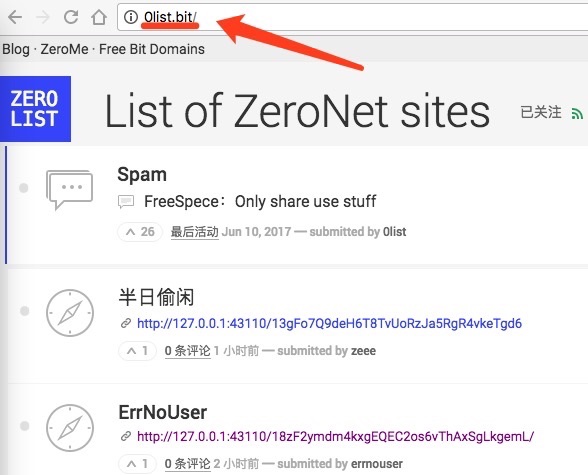 0list.bit/
Blog · ZeroMe · Free Bit Domains
ZERO
LIST
List of ZeroNet sites
已关注
Spam
FreeSpece：Only share use stuff
26 最后活动 Jun 10, 2017 — submitted by 0list
半日偷闲
http://127.0.0.1:43110/13gFo7Q9deH6T8TvUoRzJa5RgR4vkeTgd6
1 0 条评论 1 小时前 — submitted by zeee
ErrNoUser
http://127.0.0.1:43110/18zF2ymdm4kxgEQEC2os6vThAxSgLkgemL/
1 0 条评论 2 小时前 — submitted by errnouser